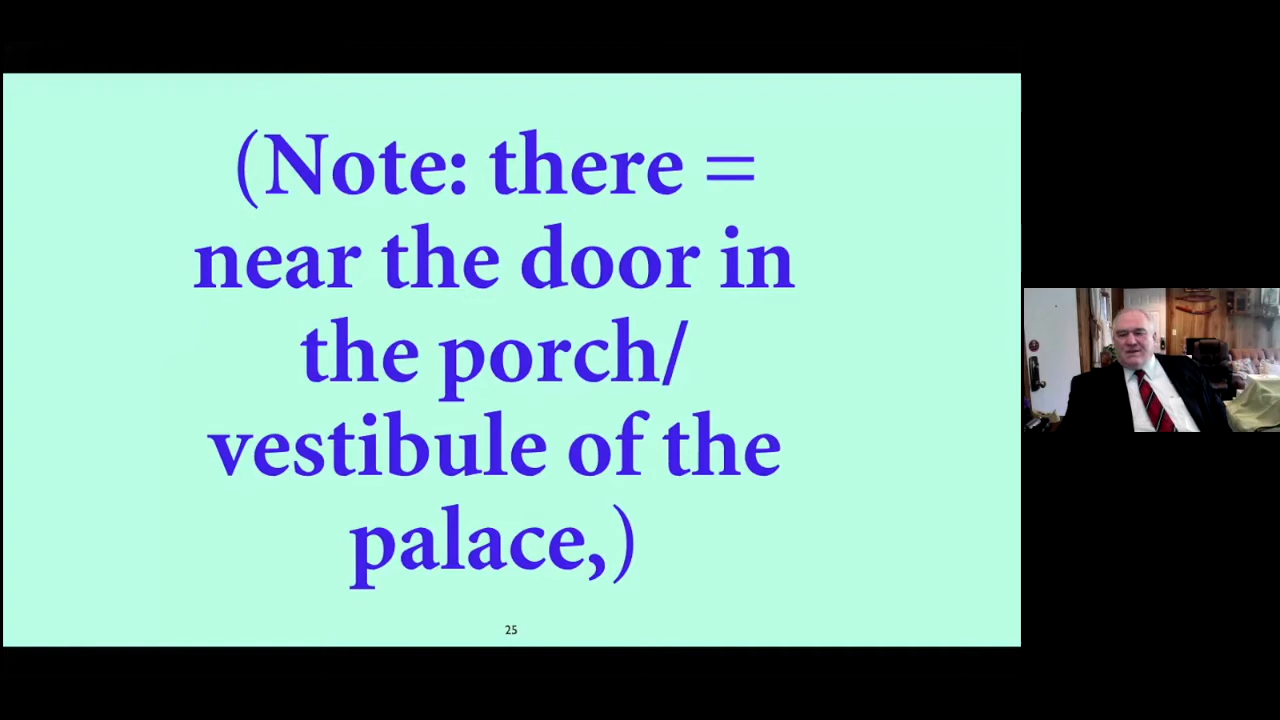 (Note: there =
near the door in
the porch/
vestibule of the
palace,)
25